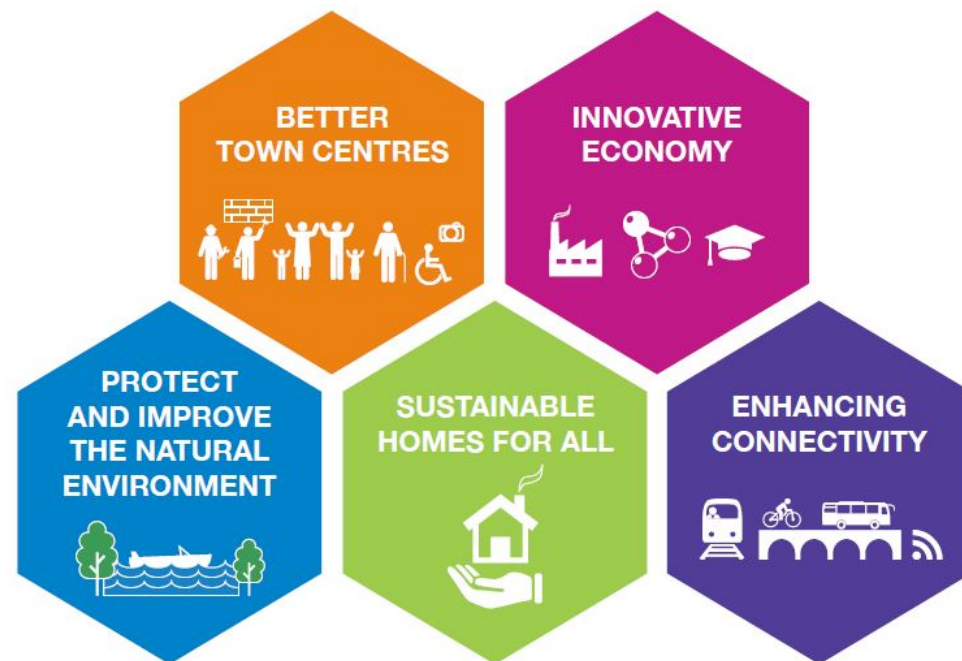 BETTER
TOWN CENTRES
INNOVATIVE
ECONOMY
PROTECT
AND IMPROVE
THE NATURAL
ENVIRONMENT
SUSTAINABLE
HOMES FOR ALL
ENHANCING
CONNECTIVITY